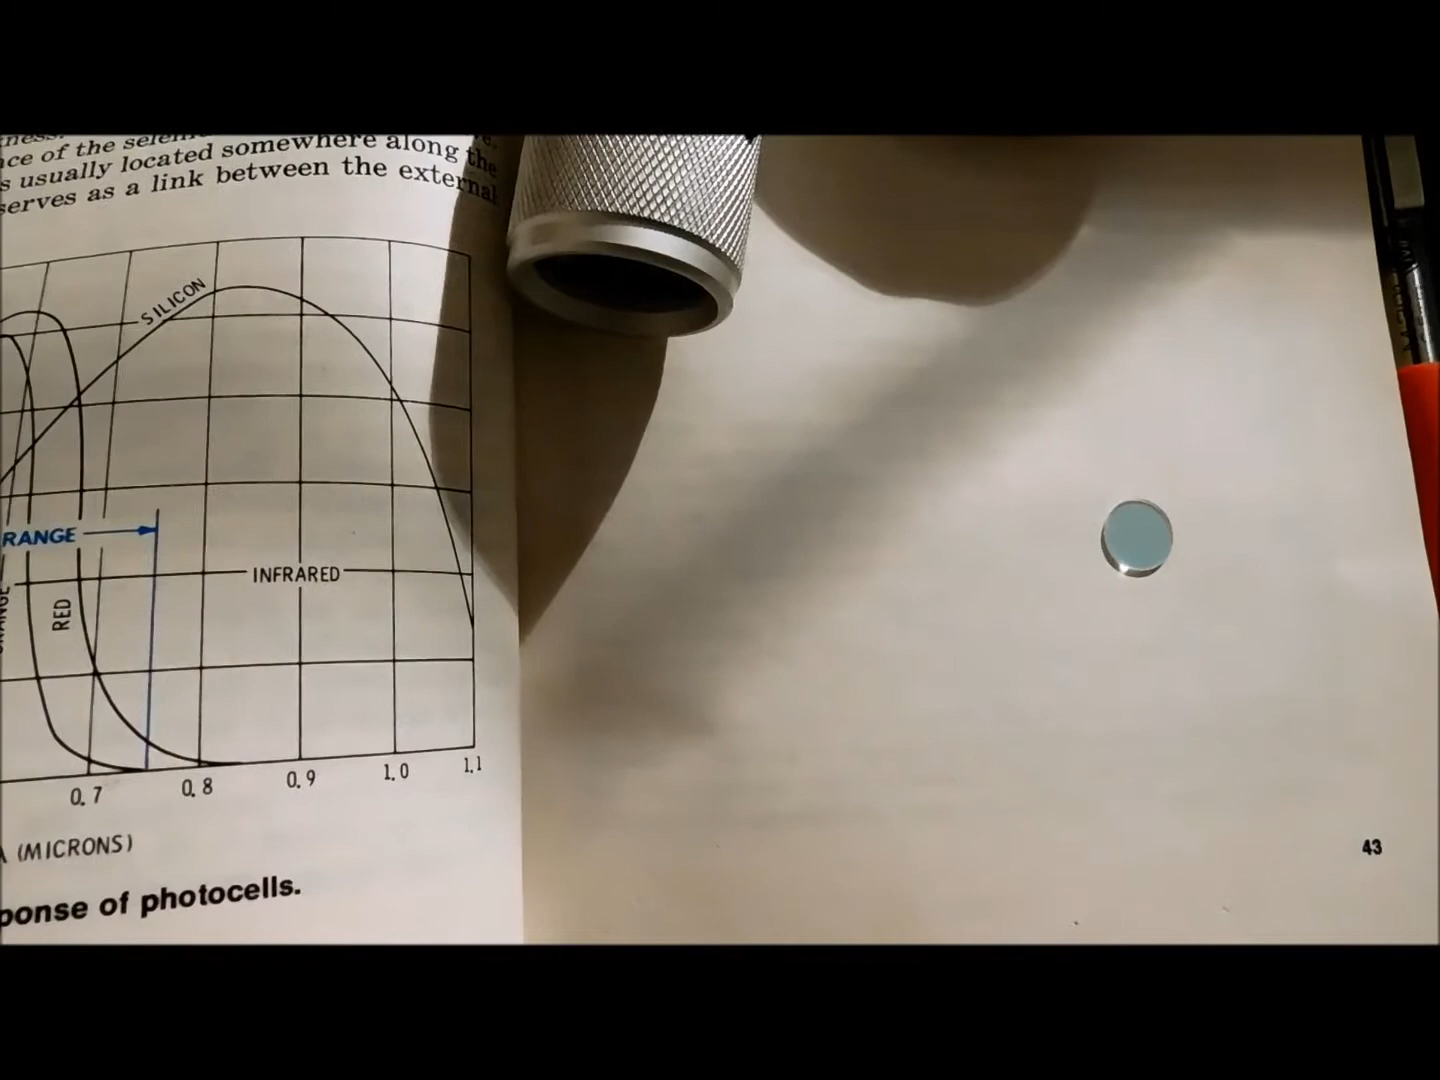 ness.
ce of the
s usually located somewhere along the
serves as a link between the external
SILICON
RANGE
INFRARED
RED
0.7 0.8 0.9 1.0 1.1
(MICRONS)
ponse of photocells.
43